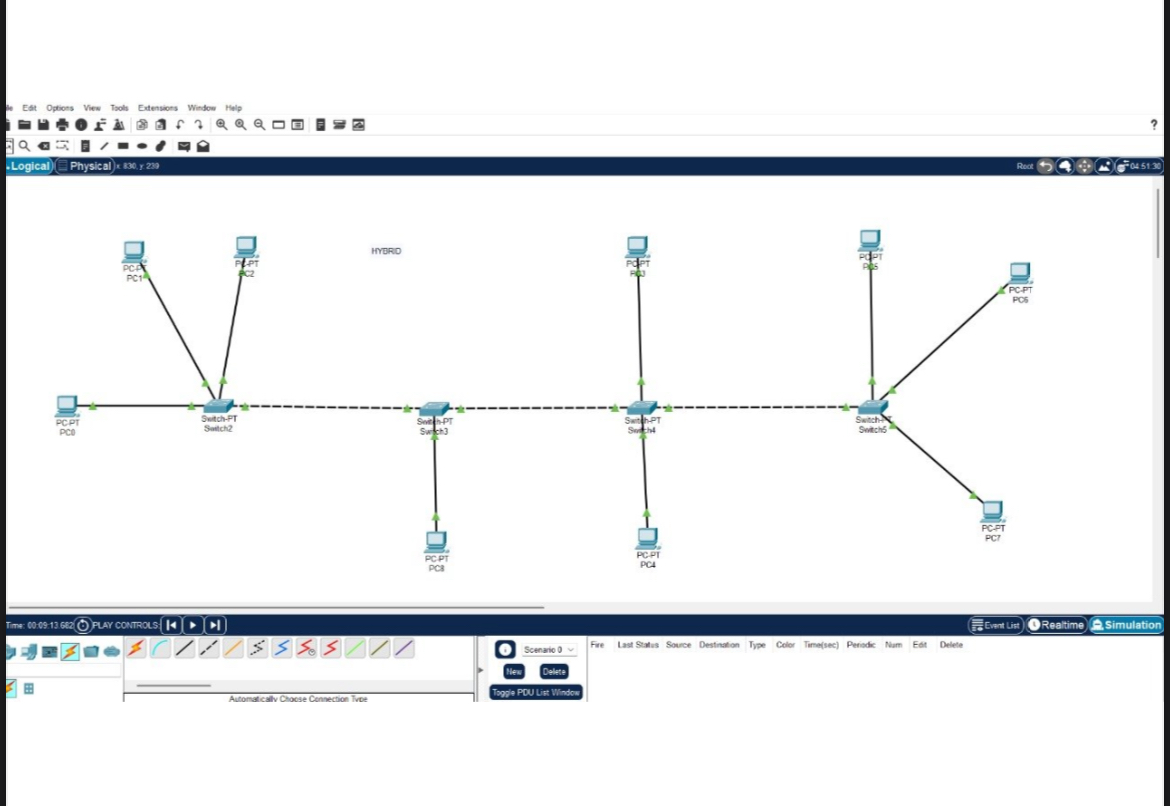 Edit Options View Tools Extensions Window Help
?
Logical Physical x: 830, y: 239 Root 04:51:30
HYBRID
PC-PT
PC1
PC-PT
PC2
PC-PT
PC3
PC-PT
PC5
PC-PT
PC6
PC-PT
PC0
Switch-PT
Switch2
Switch-PT
Switch3
Switch-PT
Switch4
Switch-PT
Switch5
PC-PT
PC8
PC-PT
PC4
PC-PT
PC7
Time: 00:09:13.682 PLAY CONTROLS: Event List Realtime Simulation
Scenario 0 Fire Last Status Source Destination Type Color Time(sec) Periodic Num Edit Delete
New Delete
Toggle PDU List Window
Automatically Choose Connection Type